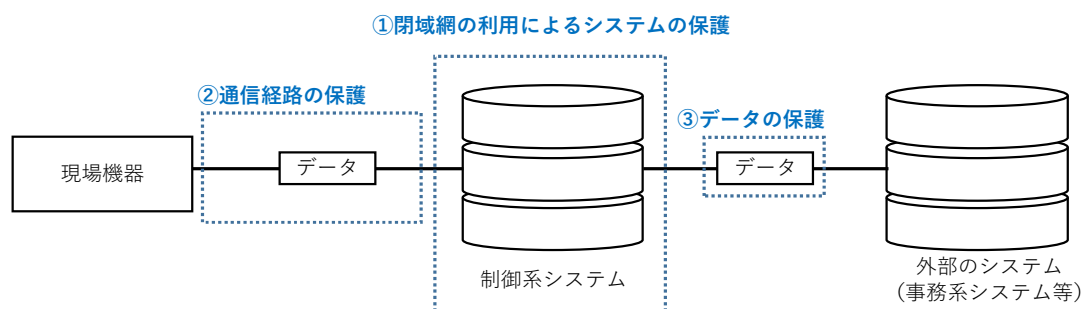 ①閉域網の利用によるシステムの保護
②通信経路の保護
③データの保護
現場機器
データ
データ
制御系システム
外部のシステム
(事務系システム等)